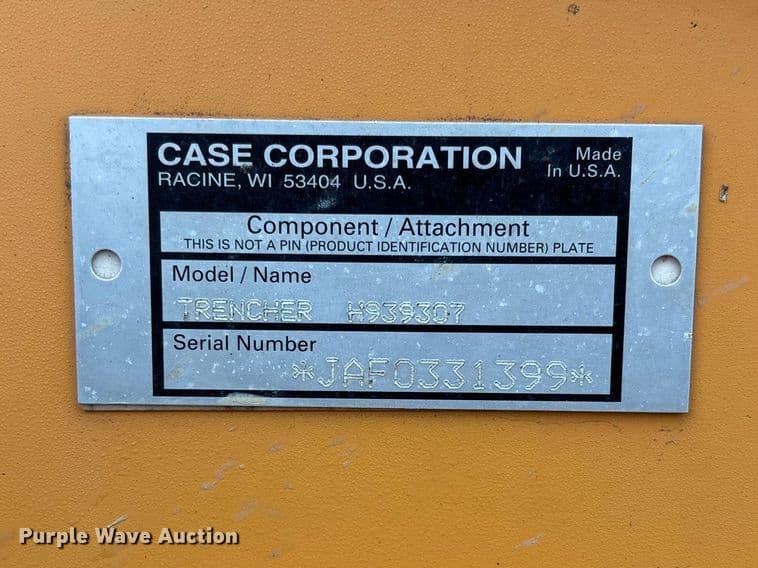 CASE CORPORATION
Made
In U.S.A.
RACINE, WI 53404 U.S.A.
Component / Attachment
THIS IS NOT A PIN (PRODUCT IDENTIFICATION NUMBER) PLATE
Model / Name
TRENCHER H939307
Serial Number
*JAF0331399*
Purple Wave Auction